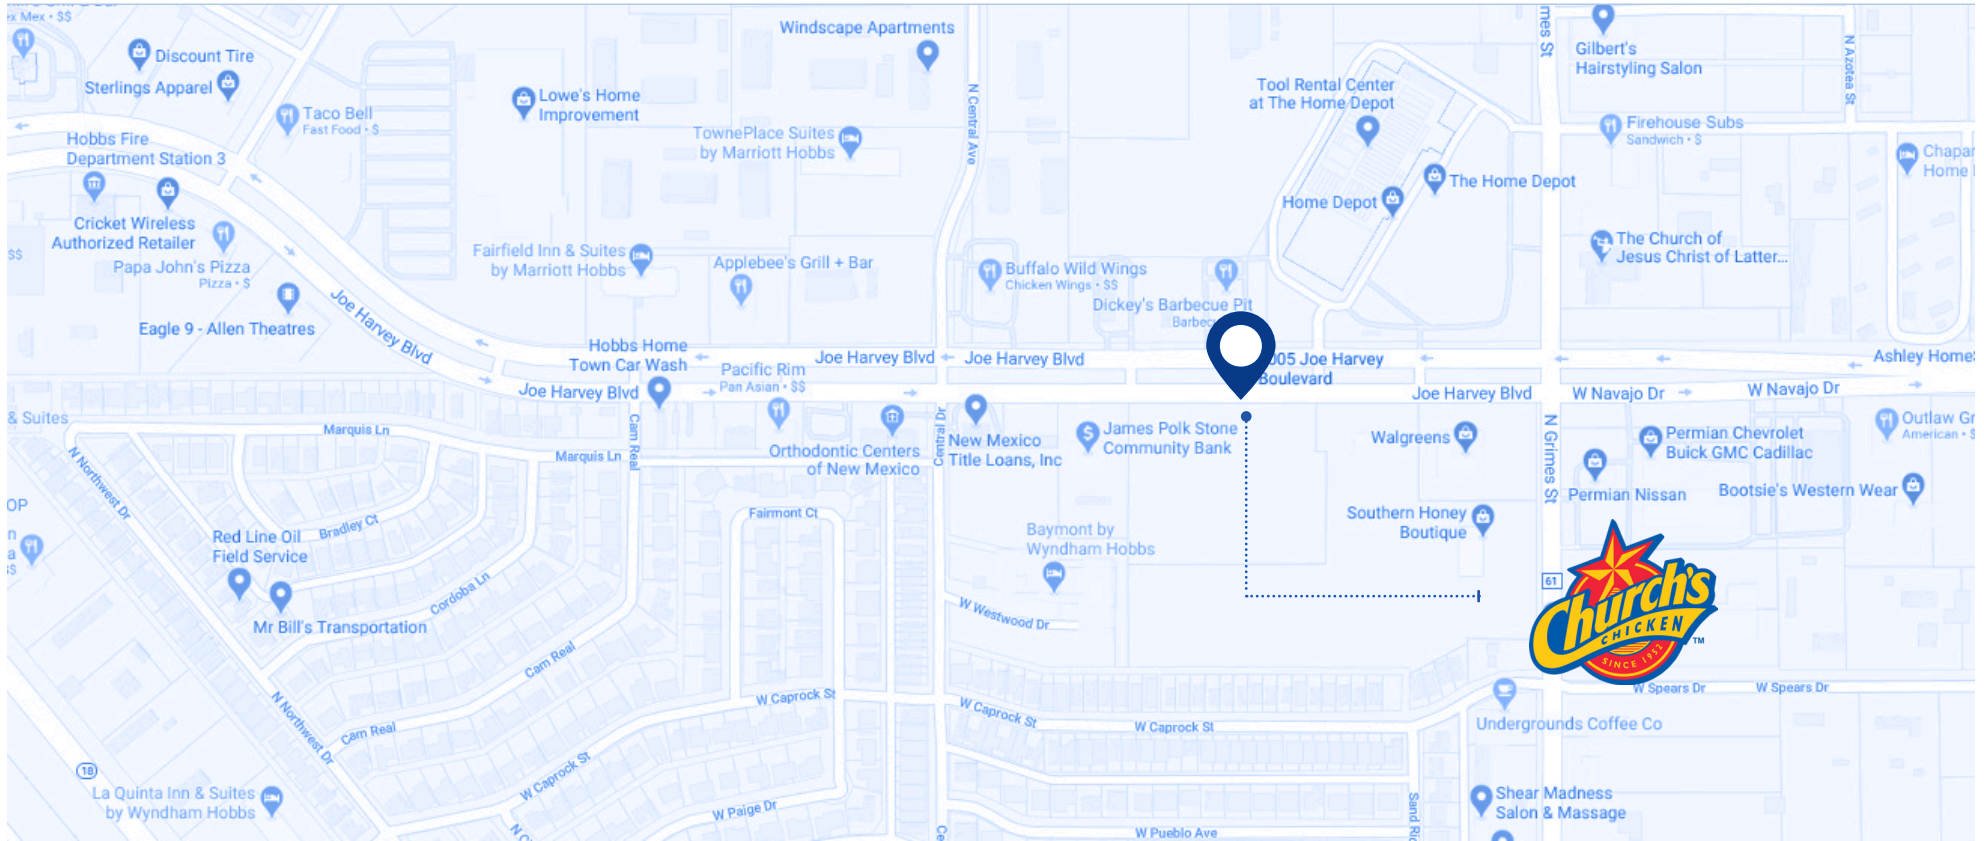 ex Mex • $$
Discount Tire
Sterlings Apparel
Taco Bell
Fast Food • $
Lowe's Home
Improvement
Windscape Apartments
TownePlace Suites
by Marriott Hobbs
N Central Ave
Tool Rental Center
at The Home Depot
The Home Depot
Home Depot
mes St
Gilbert's
Hairstyling Salon
N Azotea St
Firehouse Subs
Sandwich • $
Chapar
Home
The Church of
Jesus Christ of Latter...
Hobbs Fire
Department Station 3
Cricket Wireless
Authorized Retailer
Papa John's Pizza
Pizza • $
$$
Eagle 9 - Allen Theatres
Joe Harvey Blvd
Fairfield Inn & Suites
by Marriott Hobbs
Applebee's Grill + Bar
Buffalo Wild Wings
Chicken Wings • $$
Dickey's Barbecue Pit
Barbec
Hobbs Home
Town Car Wash
Joe Harvey Blvd
Joe Harvey Blvd
005 Joe Harvey
Boulevard
Ashley Home
Pacific Rim
Pan Asian • $$
Joe Harvey Blvd
Joe Harvey Blvd
W Navajo Dr
W Navajo Dr
& Suites
Marquis Ln
Marquis Ln
Cam Real
Orthodontic Centers
of New Mexico
Central Dr
New Mexico
Title Loans, Inc
James Polk Stone
Community Bank
Walgreens
N Grimes St
Permian Chevrolet
Buick GMC Cadillac
Permian Nissan
Outlaw Gr
American • $
Bootsie's Western Wear
N Northwest Dr
OP
n
a
$$
Bradley Ct
Red Line Oil
Field Service
Fairmont Ct
Southern Honey
Boutique
Baymont by
Wyndham Hobbs
61
Cordoba Ln
Mr Bill's Transportation
W Westwood Dr
Church's
CHICKEN ™
SINCE 1952
Cam Real
W Spears Dr
W Spears Dr
N Northwest Dr
W Caprock St
W Caprock St
W Caprock St
Undergrounds Coffee Co
Cam Real
18
W Caprock St
La Quinta Inn & Suites
by Wyndham Hobbs
W Paige Dr
Shear Madness
Salon & Massage
Sand Ri
W Pueblo Ave
N C
Ce